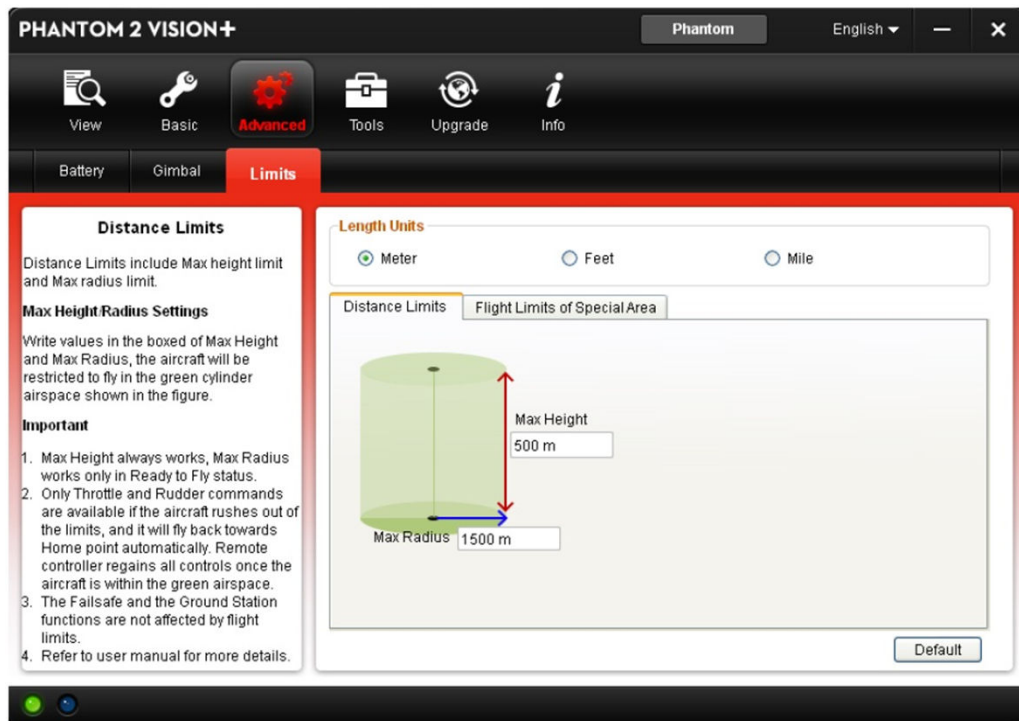 PHANTOM 2 VISION+
Phantom
English
View
Basic
Advanced
Tools
Upgrade
Info
Battery
Gimbal
Limits
Distance Limits
Distance Limits include Max height limit
and Max radius limit.
Max Height/Radius Settings
Write values in the boxed of Max Height
and Max Radius, the aircraft will be
restricted to fly in the green cylinder
airspace shown in the figure.
Important
1. Max Height always works, Max Radius
works only in Ready to Fly status.
2. Only Throttle and Rudder commands
are available if the aircraft rushes out of
the limits, and it will fly back towards
Home point automatically. Remote
controller regains all controls once the
aircraft is within the green airspace.
3. The Failsafe and the Ground Station
functions are not affected by flight
limits.
4. Refer to user manual for more details.
Length Units
Meter
Feet
Mile
Distance Limits
Flight Limits of Special Area
Max Height
500 m
Max Radius
1500 m
Default